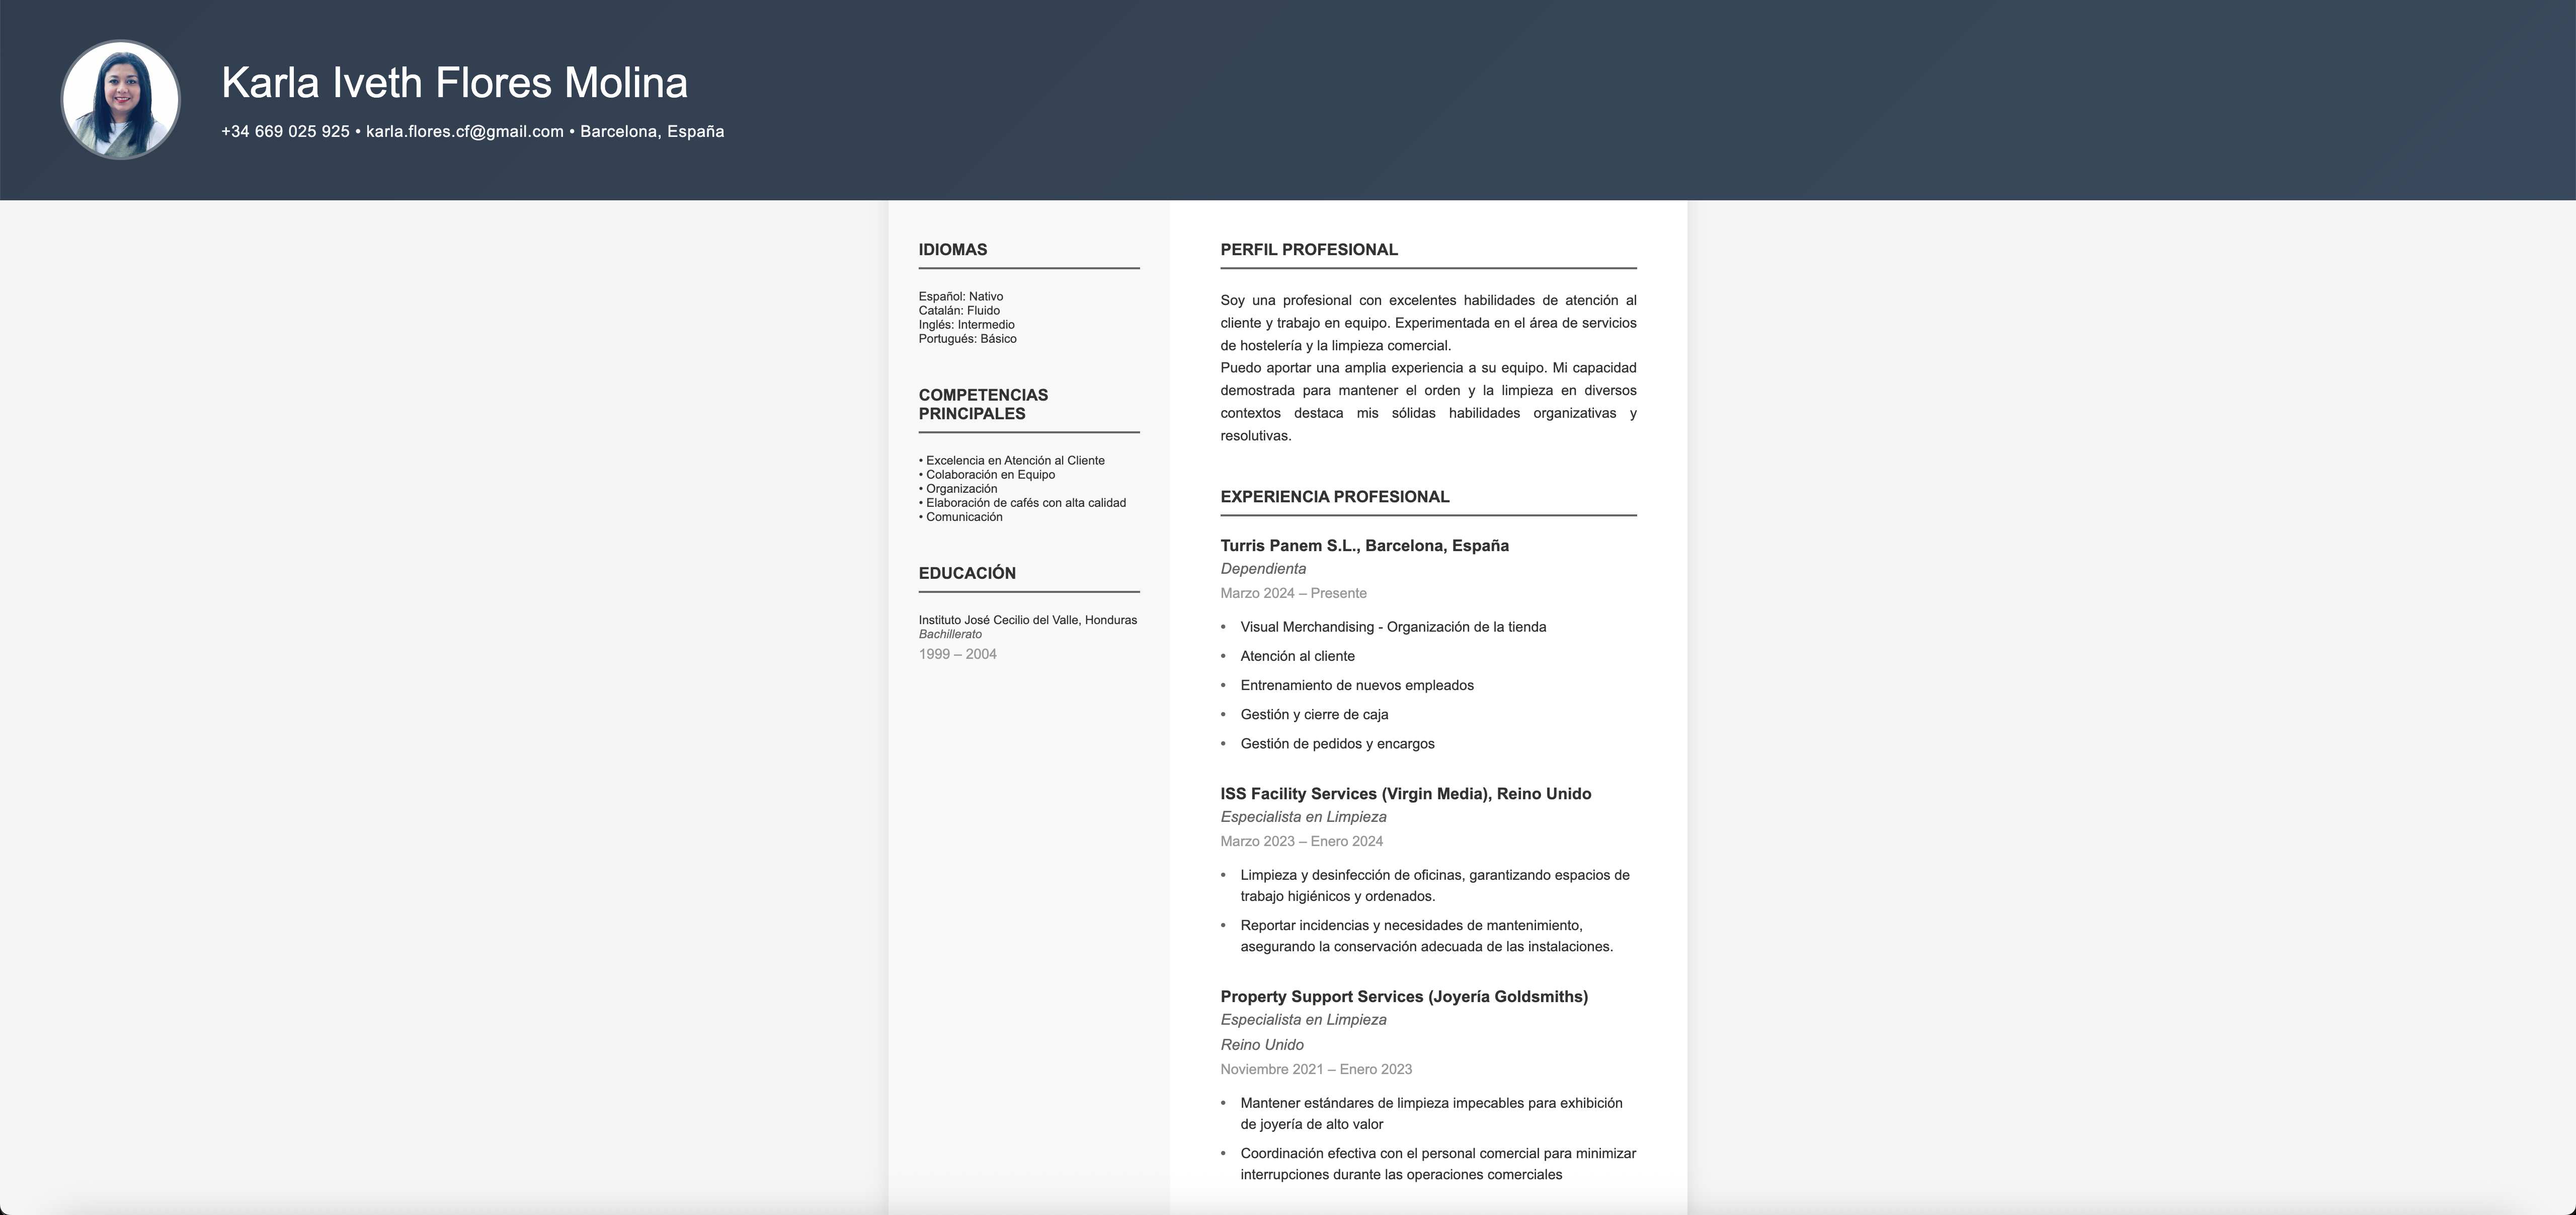 Karla Iveth Flores Molina
+34 669 025 925 • karla.flores.cf@gmail.com • Barcelona, España
IDIOMAS
Español: Nativo
Catalán: Fluido
Inglés: Intermedio
Portugués: Básico
COMPETENCIAS
PRINCIPALES
• Excelencia en Atención al Cliente
• Colaboración en Equipo
• Organización
• Elaboración de cafés con alta calidad
• Comunicación
EDUCACIÓN
Instituto José Cecilio del Valle, Honduras
Bachillerato
1999 – 2004
PERFIL PROFESIONAL
Soy una profesional con excelentes habilidades de atención al
cliente y trabajo en equipo. Experimentada en el área de servicios
de hostelería y la limpieza comercial.
Puedo aportar una amplia experiencia a su equipo. Mi capacidad
demostrada para mantener el orden y la limpieza en diversos
contextos destaca mis sólidas habilidades organizativas y
resolutivas.
EXPERIENCIA PROFESIONAL
Turris Panem S.L., Barcelona, España
Dependienta
Marzo 2024 – Presente
• Visual Merchandising - Organización de la tienda
• Atención al cliente
• Entrenamiento de nuevos empleados
• Gestión y cierre de caja
• Gestión de pedidos y encargos
ISS Facility Services (Virgin Media), Reino Unido
Especialista en Limpieza
Marzo 2023 – Enero 2024
• Limpieza y desinfección de oficinas, garantizando espacios de
trabajo higiénicos y ordenados.
• Reportar incidencias y necesidades de mantenimiento,
asegurando la conservación adecuada de las instalaciones.
Property Support Services (Joyería Goldsmiths)
Especialista en Limpieza
Reino Unido
Noviembre 2021 – Enero 2023
• Mantener estándares de limpieza impecables para exhibición
de joyería de alto valor
• Coordinación efectiva con el personal comercial para minimizar
interrupciones durante las operaciones comerciales